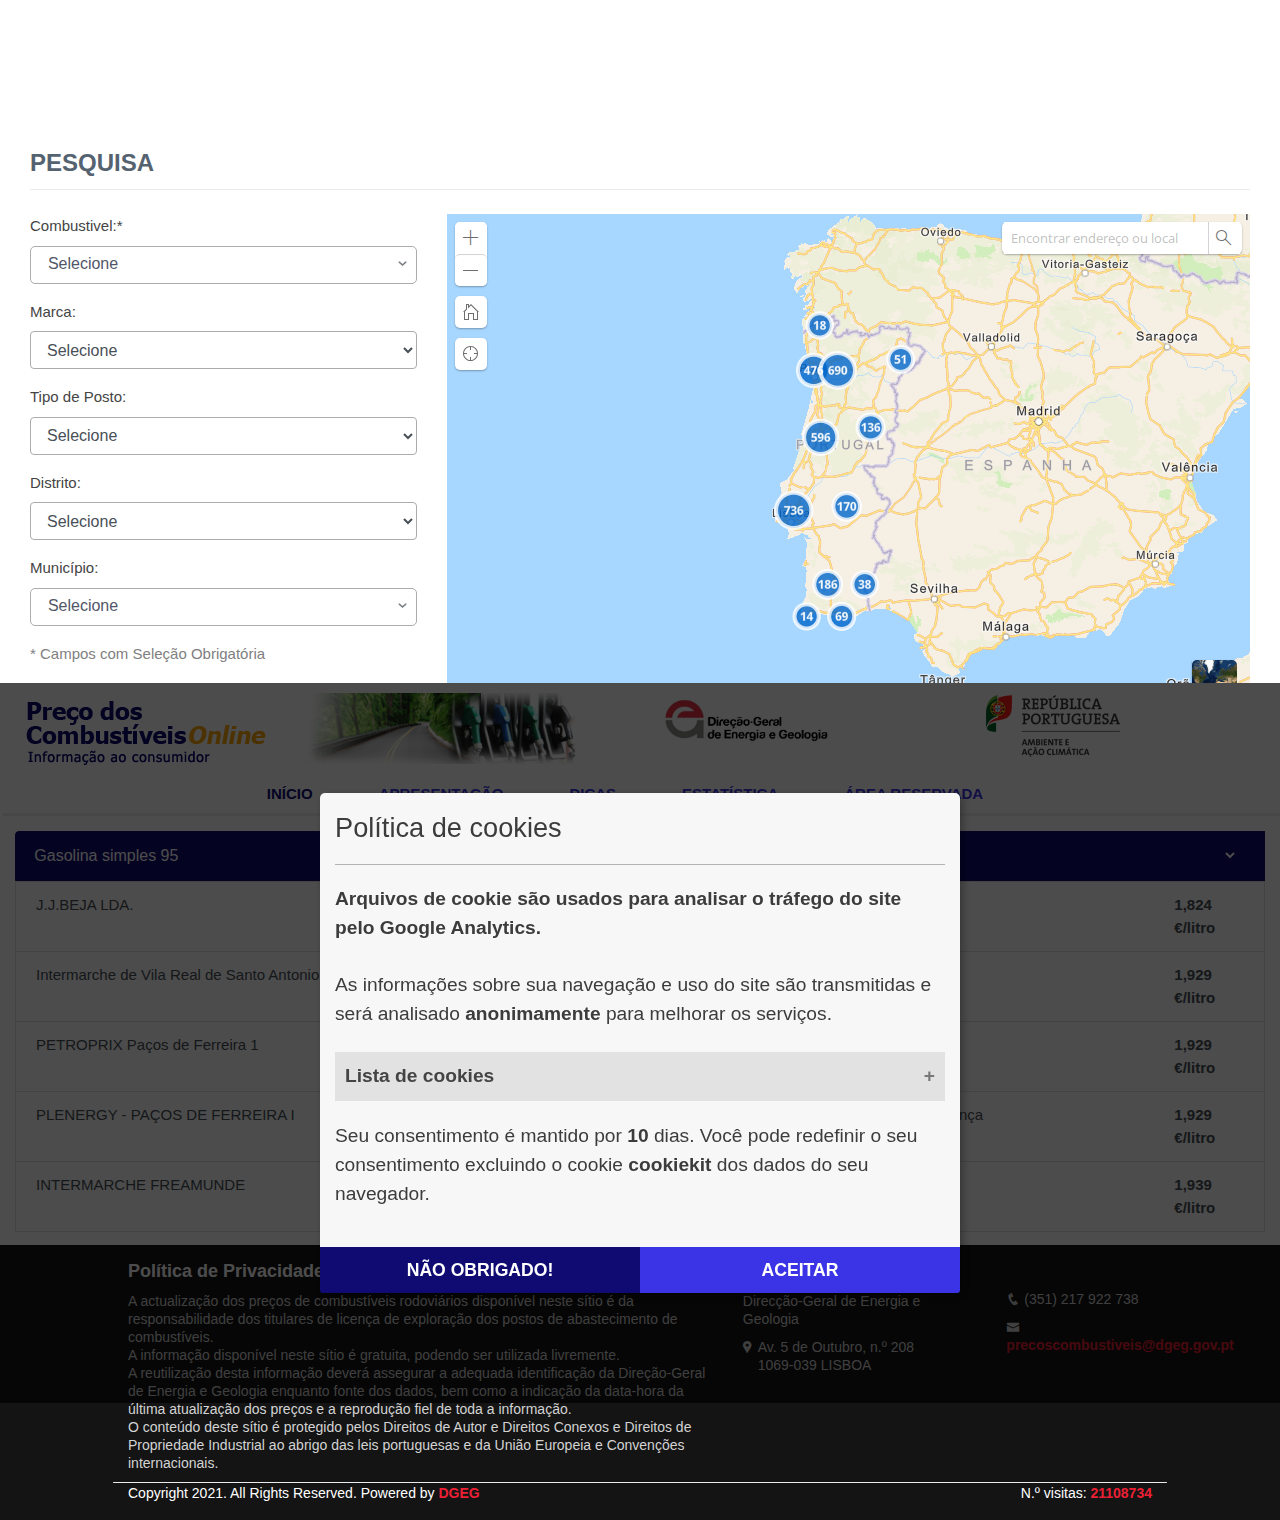 PESQUISA
Combustivel:*
Selecione
Marca:
Selecione
Tipo de Posto:
Selecione
Distrito:
Selecione
Município:
Selecione
* Campos com Seleção Obrigatória
Encontrar endereço ou local
Oviedo
Vitoria-Gasteiz
18
Valladolid
Saragoça
51
476
690
Madrid
136
596
PORTUGAL
ESPANHA
Valência
736
170
Múrcia
186
38
Sevilha
14
69
Málaga
Tânger
Preço dos
CombustíveisOnline
Informação ao consumidor
Direção-Geral
de Energia e Geologia
REPÚBLICA
PORTUGUESA
AMBIENTE E
AÇÃO CLIMÁTICA
INÍCIO APRESENTAÇÃO DICAS ESTATÍSTICA ÁREA RESERVADA
Gasolina simples 95
J.J.BEJA LDA. 1,824
€/litro
Intermarche de Vila Real de Santo Antonio 1,929
€/litro
PETROPRIX Paços de Ferreira 1 1,929
€/litro
PLENERGY - PAÇOS DE FERREIRA I nça 1,929
€/litro
INTERMARCHE FREAMUNDE 1,939
€/litro
Política de cookies
Arquivos de cookie são usados para analisar o tráfego do site
pelo Google Analytics.
As informações sobre sua navegação e uso do site são transmitidas e
será analisado anonimamente para melhorar os serviços.
Lista de cookies +
Seu consentimento é mantido por 10 dias. Você pode redefinir o seu
consentimento excluindo o cookie cookiekit dos dados do seu
navegador.
NÃO OBRIGADO! ACEITAR
Política de Privacidade
A actualização dos preços de combustíveis rodoviários disponível neste sítio é da
responsabilidade dos titulares de licença de exploração dos postos de abastecimento de
combustíveis.
A informação disponível neste sítio é gratuita, podendo ser utilizada livremente.
A reutilização desta informação deverá assegurar a adequada identificação da Direção-Geral
de Energia e Geologia enquanto fonte dos dados, bem como a indicação da data-hora da
última atualização dos preços e a reprodução fiel de toda a informação.
O conteúdo deste sítio é protegido pelos Direitos de Autor e Direitos Conexos e Direitos de
Propriedade Industrial ao abrigo das leis portuguesas e da União Europeia e Convenções
internacionais.
Direcção-Geral de Energia e
Geologia
Av. 5 de Outubro, n.º 208
1069-039 LISBOA
(351) 217 922 738
precoscombustiveis@dgeg.gov.pt
Copyright 2021. All Rights Reserved. Powered by DGEG
N.º visitas: 21108734